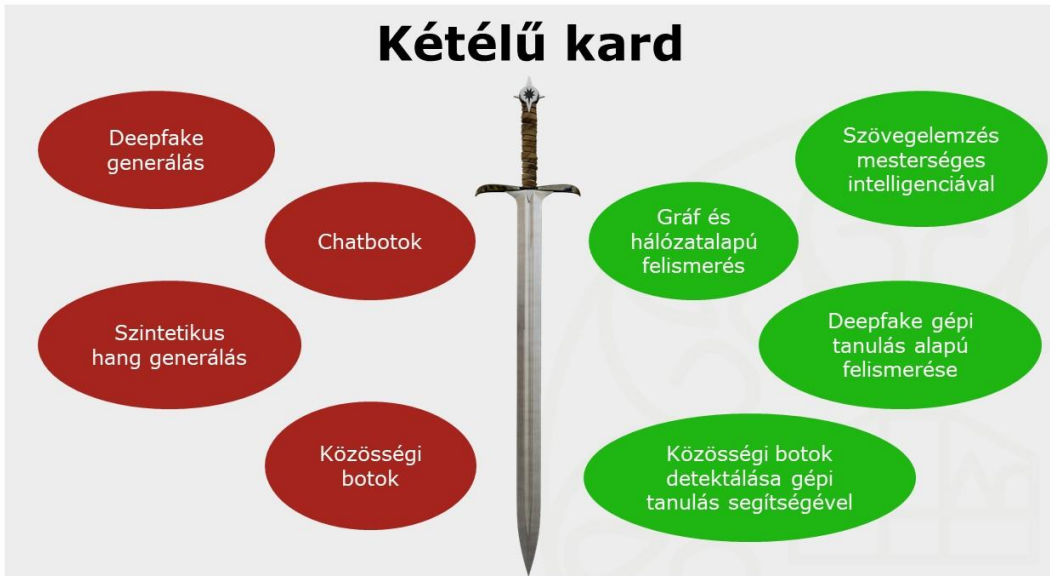 Kétélű kard
Deepfake
generálás
Chatbotok
Szintetikus
hang generálás
Közösségi
botok
Szövegelemzés
mesterséges
intelligenciával
Gráf és
hálózatalapú
felismerés
Deepfake gépi
tanulás alapú
felismerése
Közösségi botok
detektálása gépi
tanulás segítségével